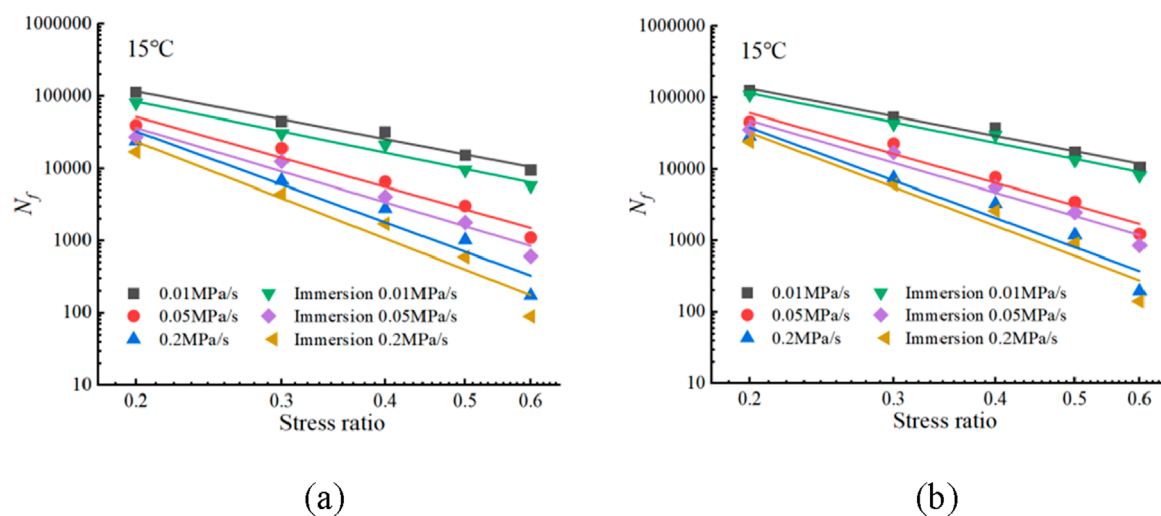 1000000
15℃
100000
10000
1000
100
10
N_f
0.01MPa/s
Immersion 0.01MPa/s
0.05MPa/s
Immersion 0.05MPa/s
0.2MPa/s
Immersion 0.2MPa/s
0.2 0.3 0.4 0.5 0.6
Stress ratio
(a)
1000000
15℃
100000
10000
1000
100
10
N_f
0.01MPa/s
Immersion 0.01MPa/s
0.05MPa/s
Immersion 0.05MPa/s
0.2MPa/s
Immersion 0.2MPa/s
0.2 0.3 0.4 0.5 0.6
Stress ratio
(b)